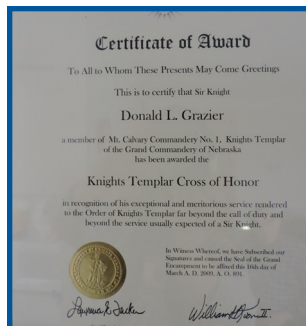 Certificate of Award
To All to Whom These Presents May Come Greetings
This is to certify that Sir Knight
Donald L. Grazier
a member of Mt. Calvary Commandery No. 1, Knights Templar
of the Grand Commandery of Nebraska
has been awarded the
Knights Templar Cross of Honor
in recognition of his exceptional and meritorious service rendered
to the Order of Knights Templar far beyond the call of duty and
beyond the service usually expected of a Sir Knight.
In Witness Whereof, we have Subscribed our
Signatures and caused the Seal of the Grand
Encampment to be affixed this 16th day of
March A. D. 2009, A. O. 891.